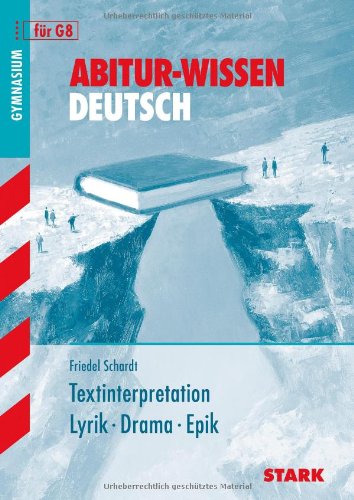 Urheberrechtlich geschütztes Material
für G8
GYMNASIUM
ABITUR-WISSEN
DEUTSCH
Friedel Schardt
Textinterpretation
Lyrik · Drama · Epik
STARK
Urheberrechtlich geschütztes Material